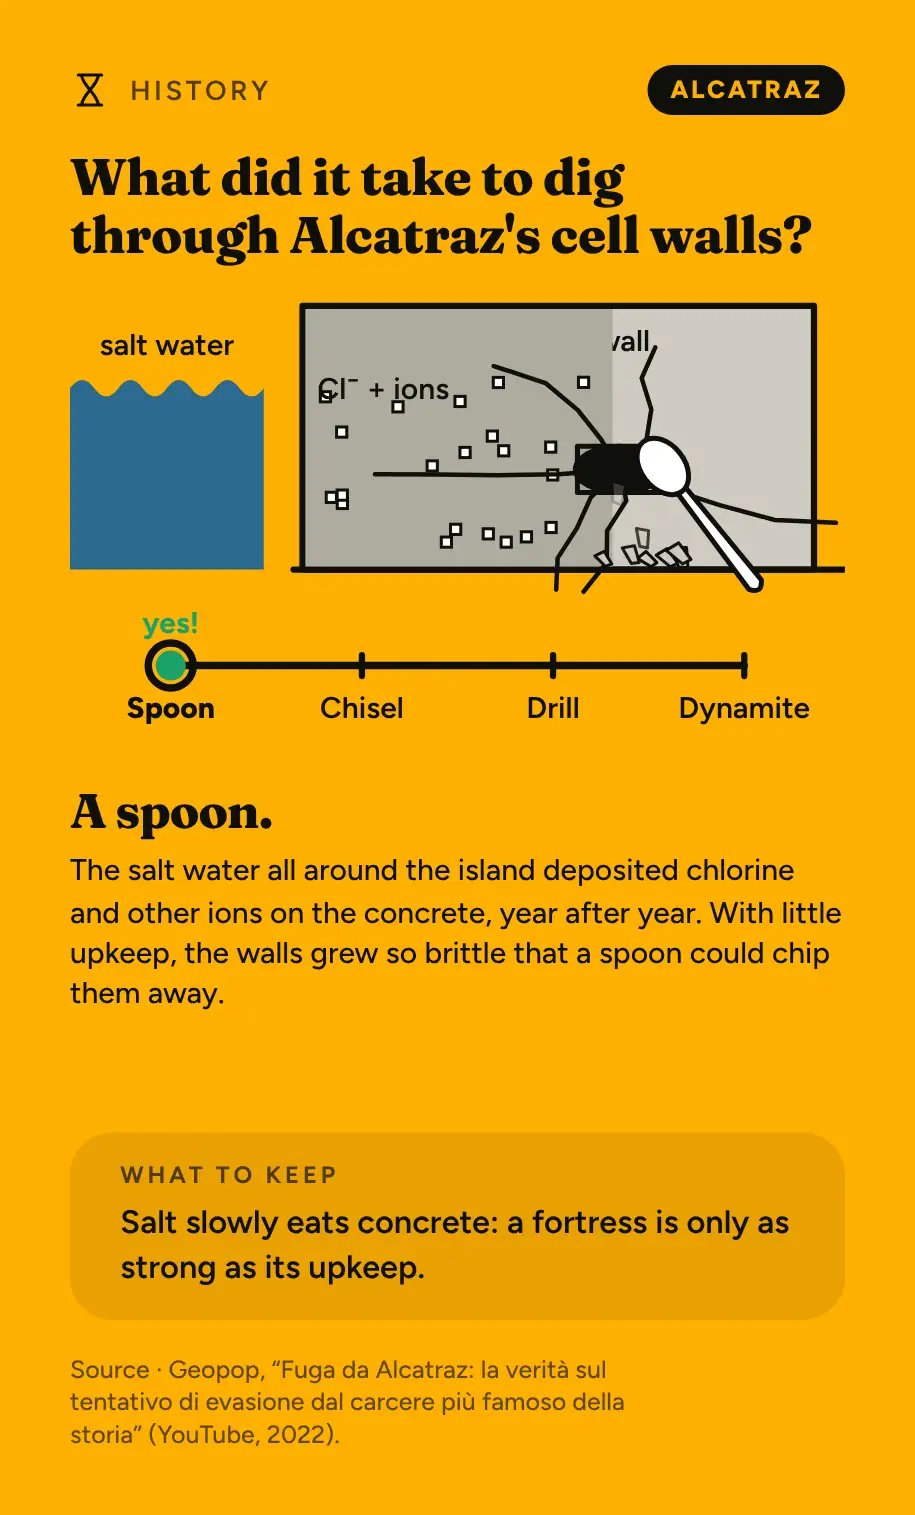 HISTORY
ALCATRAZ
What did it take to dig
through Alcatraz's cell walls?
salt water
Cl⁻ + ions
yes!
Spoon
Chisel
Drill
Dynamite
A spoon.
The salt water all around the island deposited chlorine
and other ions on the concrete, year after year. With little
upkeep, the walls grew so brittle that a spoon could chip
them away.
WHAT TO KEEP
Salt slowly eats concrete: a fortress is only as
strong as its upkeep.
Source · Geopop, “Fuga da Alcatraz: la verità sul
tentativo di evasione dal carcere più famoso della
storia” (YouTube, 2022).